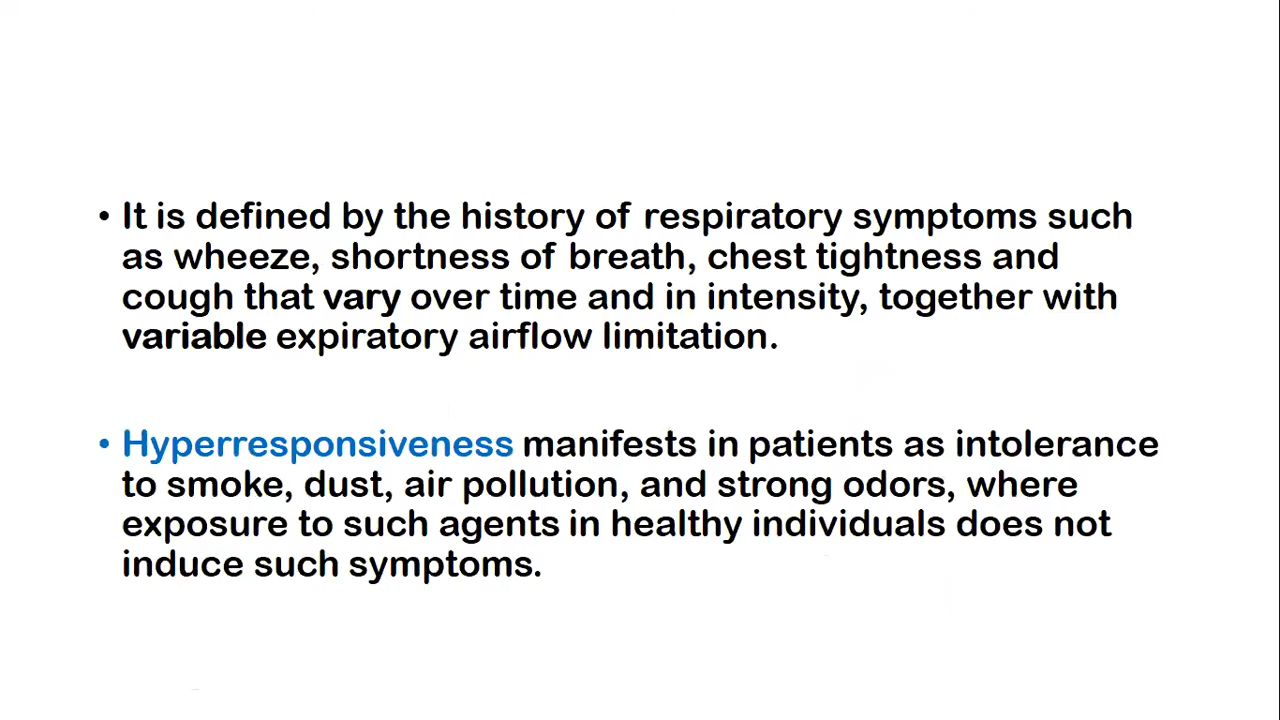 • It is defined by the history of respiratory symptoms such
as wheeze, shortness of breath, chest tightness and
cough that vary over time and in intensity, together with
variable expiratory airflow limitation.
• Hyperresponsiveness manifests in patients as intolerance
to smoke, dust, air pollution, and strong odors, where
exposure to such agents in healthy individuals does not
induce such symptoms.